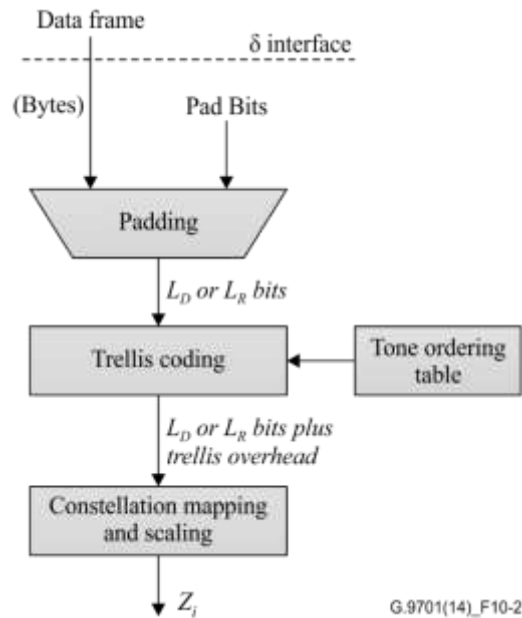 Data frame
δ interface
(Bytes)
Pad Bits
Padding
L_D or L_R bits
Trellis coding
Tone ordering
table
L_D or L_R bits plus
trellis overhead
Constellation mapping
and scaling
Z_i
G.9701(14)_F10-2